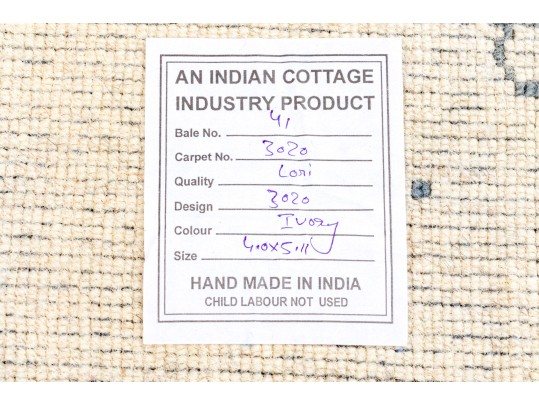 AN INDIAN COTTAGE
INDUSTRY PRODUCT
Bale No. 41
Carpet No. 3020
Quality Lori
Design 3020
Colour Ivory
Size 4.0x5.11
HAND MADE IN INDIA
CHILD LABOUR NOT USED